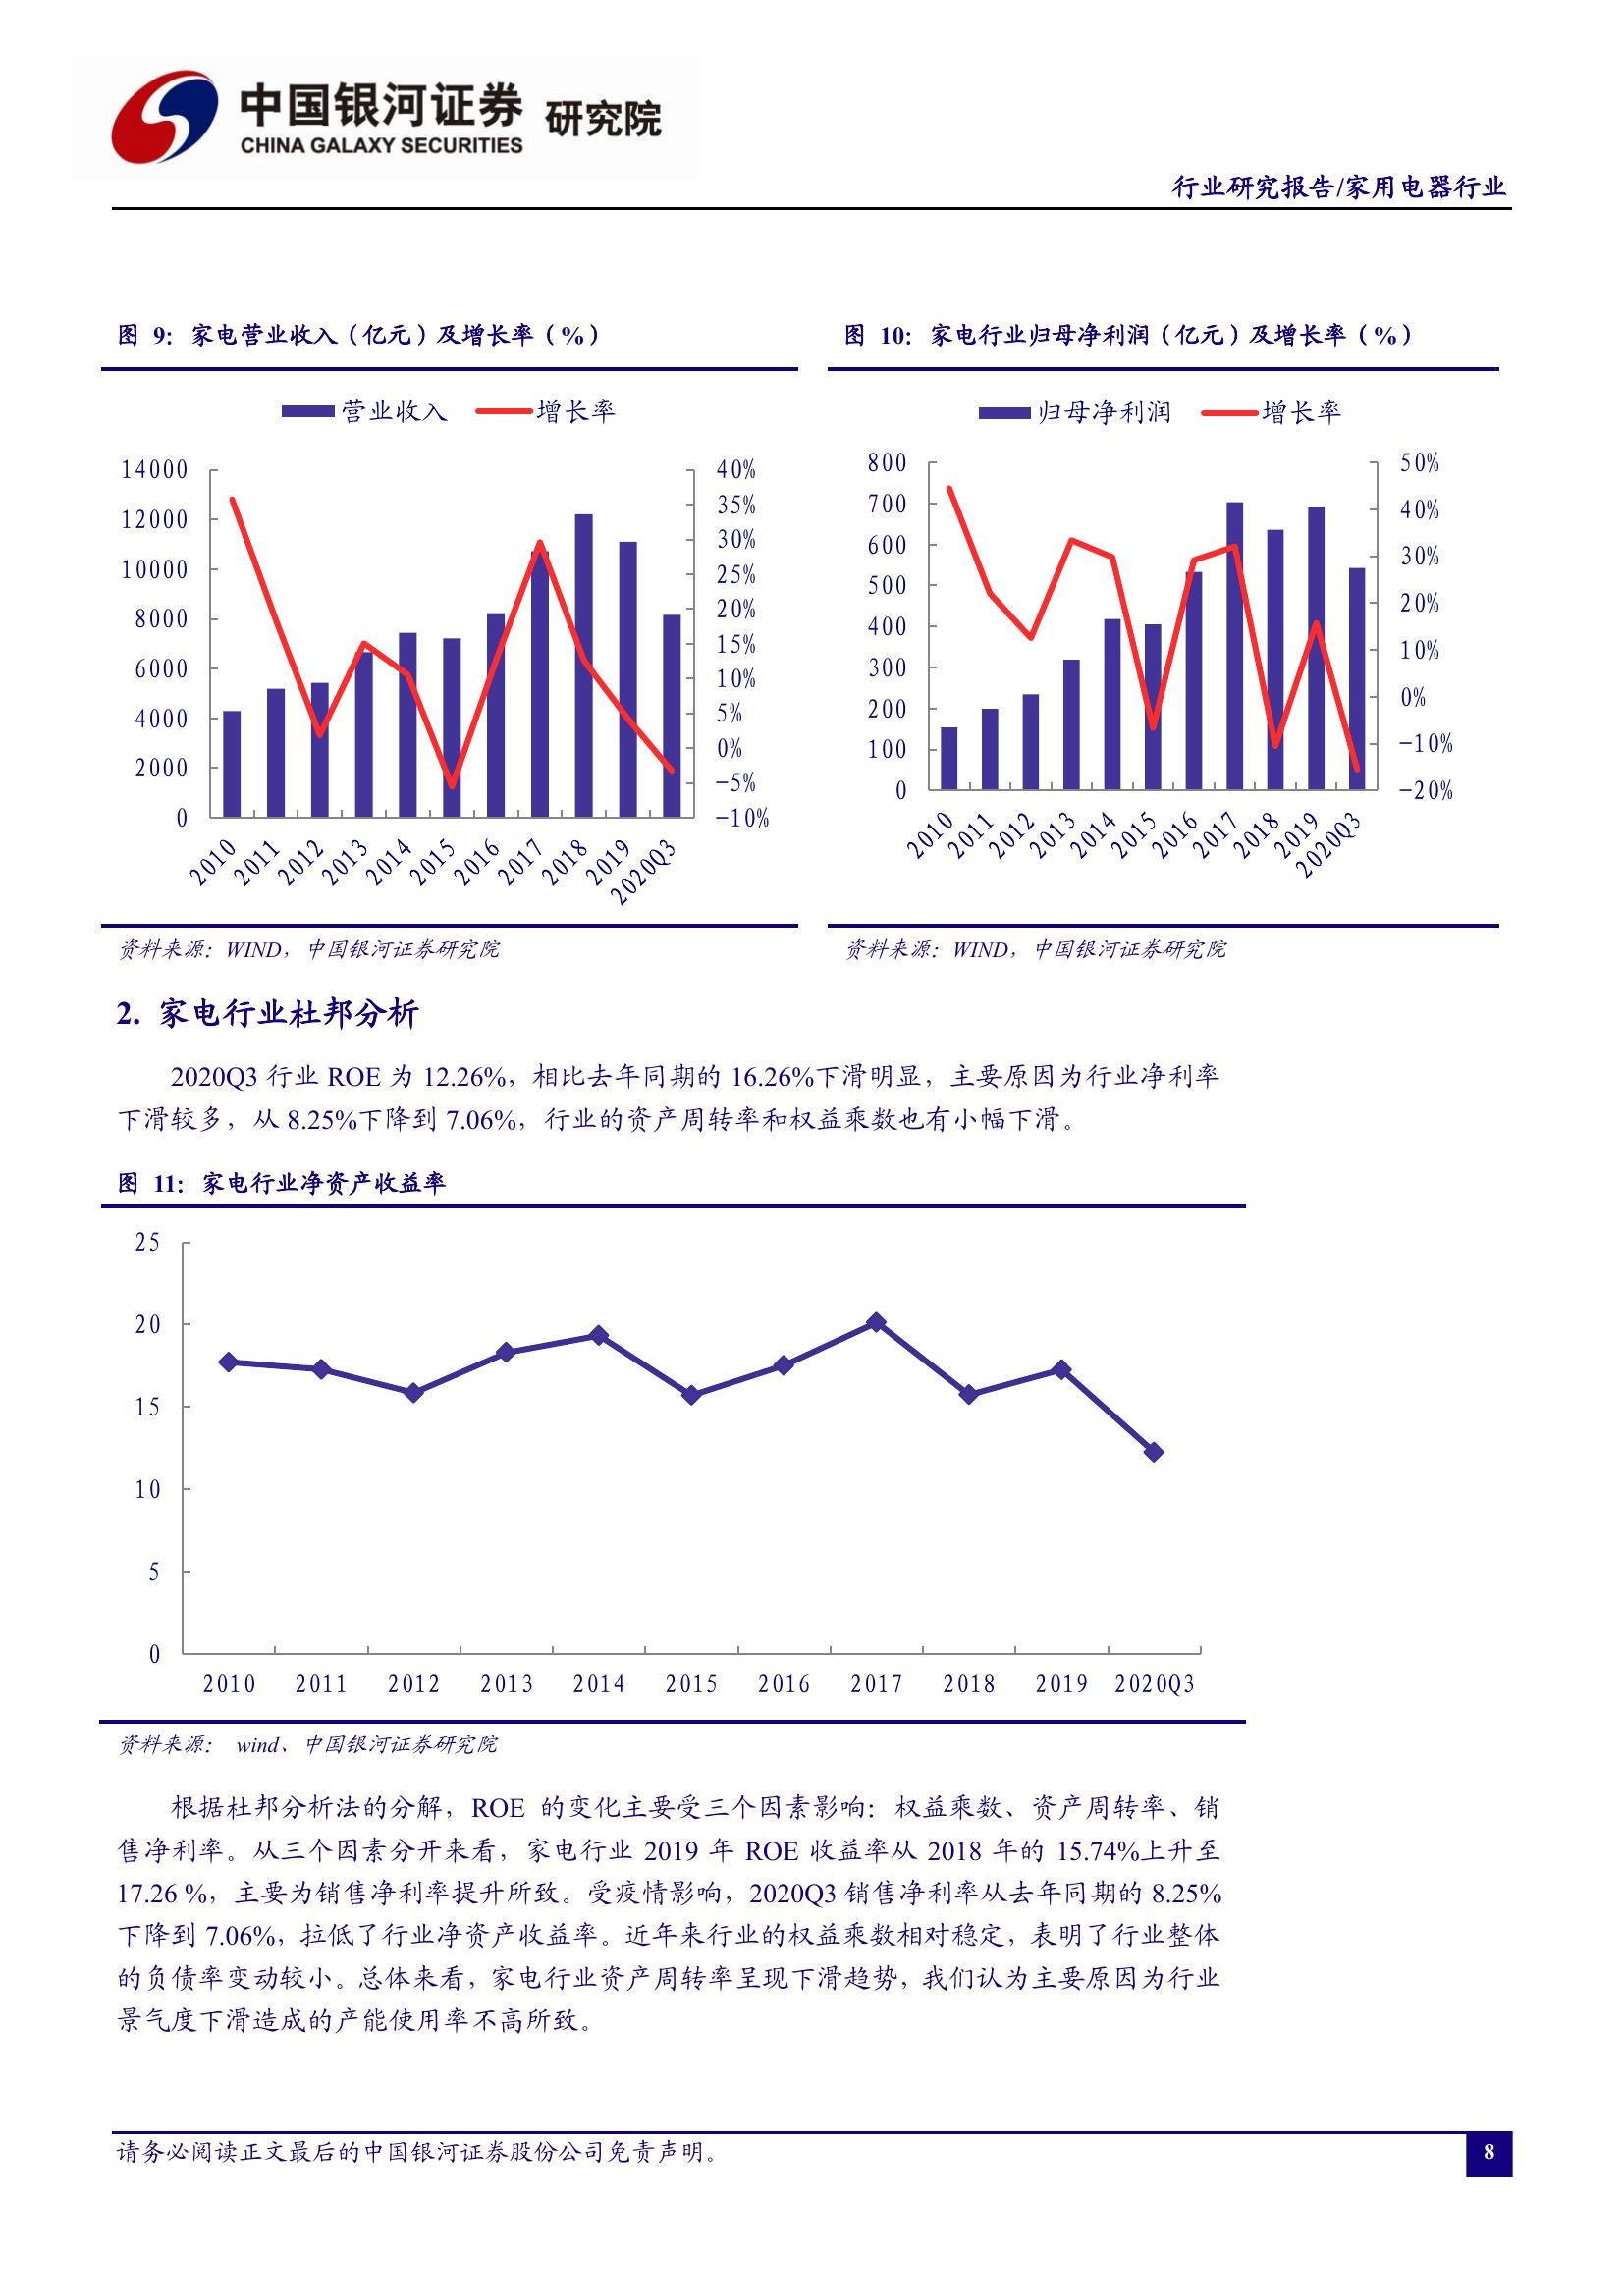 中国银河证券 研究院
CHINA GALAXY SECURITIES
行业研究报告/家用电器行业
图 9：家电营业收入（亿元）及增长率（%）
营业收入 增长率
14000
12000
10000
8000
6000
4000
2000
0
40%
35%
30%
25%
20%
15%
10%
5%
0%
-5%
-10%
2010 2011 2012 2013 2014 2015 2016 2017 2018 2019 2020Q3
资料来源：WIND，中国银河证券研究院
图 10：家电行业归母净利润（亿元）及增长率（%）
归母净利润 增长率
800
700
600
500
400
300
200
100
0
50%
40%
30%
20%
10%
0%
-10%
-20%
2010 2011 2012 2013 2014 2015 2016 2017 2018 2019 2020Q3
资料来源：WIND，中国银河证券研究院
2. 家电行业杜邦分析
2020Q3 行业 ROE 为 12.26%，相比去年同期的 16.26%下滑明显，主要原因为行业净利率
下滑较多，从 8.25%下降到 7.06%，行业的资产周转率和权益乘数也有小幅下滑。
图 11：家电行业净资产收益率
25
20
15
10
5
0
2010 2011 2012 2013 2014 2015 2016 2017 2018 2019 2020Q3
资料来源： wind、中国银河证券研究院
根据杜邦分析法的分解，ROE 的变化主要受三个因素影响：权益乘数、资产周转率、销
售净利率。从三个因素分开来看，家电行业 2019 年 ROE 收益率从 2018 年的 15.74%上升至
17.26 %，主要为销售净利率提升所致。受疫情影响，2020Q3 销售净利率从去年同期的 8.25%
下降到 7.06%，拉低了行业净资产收益率。近年来行业的权益乘数相对稳定，表明了行业整体
的负债率变动较小。总体来看，家电行业资产周转率呈现下滑趋势，我们认为主要原因为行业
景气度下滑造成的产能使用率不高所致。
请务必阅读正文最后的中国银河证券股份公司免责声明。
8